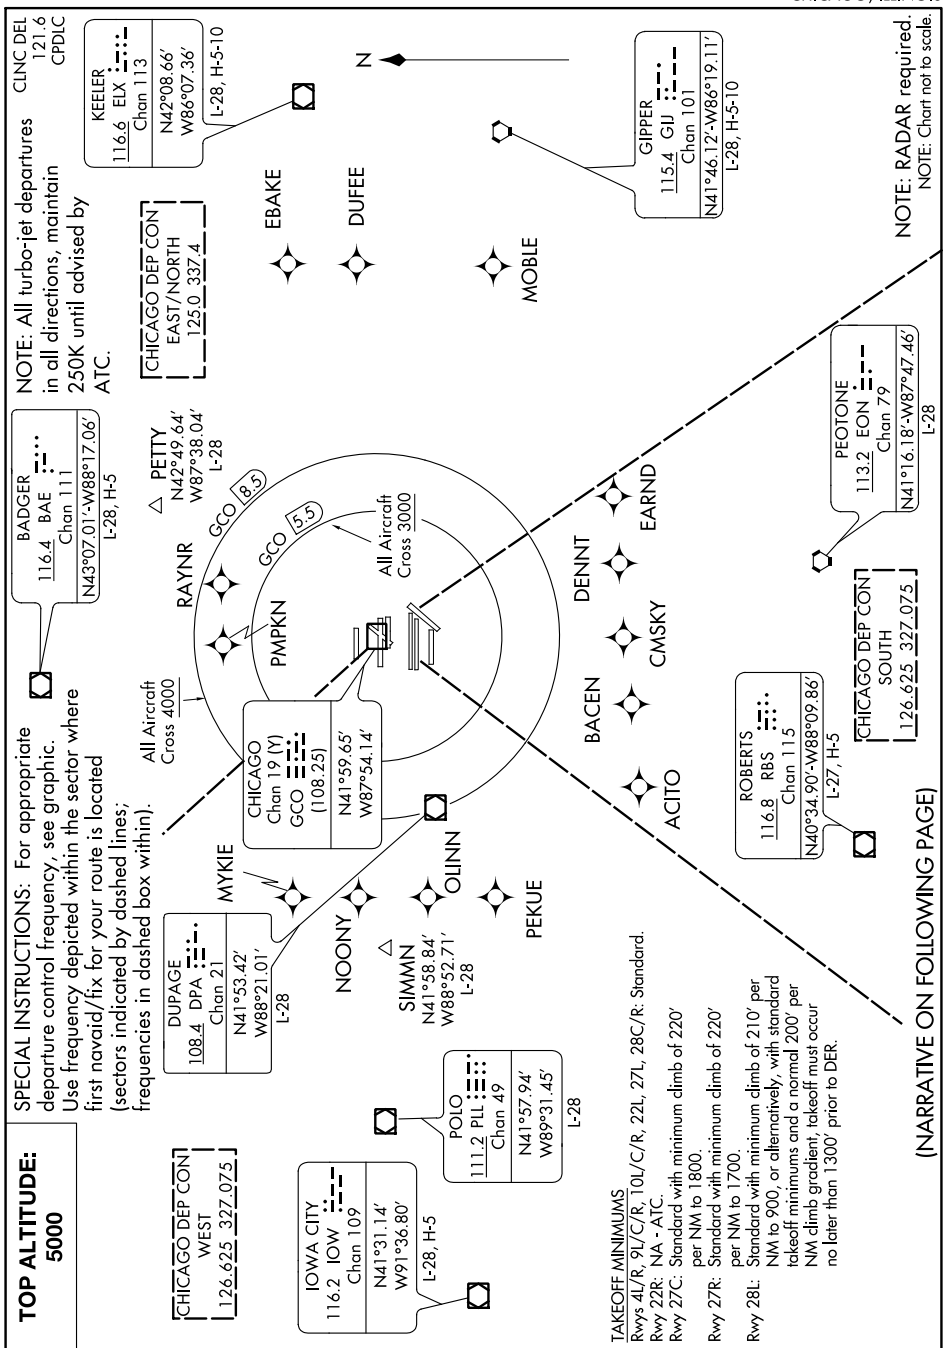 TOP ALTITUDE:
5000
SPECIAL INSTRUCTIONS: For appropriate
departure control frequency, see graphic.
Use frequency depicted within the sector where
first navaid/fix for your route is located
(sectors indicated by dashed lines;
frequencies in dashed box within).
BADGER
116.4 BAE
Chan 111
N43°07.01'-W88°17.06'
L-28, H-5
NOTE: All turbo-jet departures
in all directions, maintain
250K until advised by
ATC.
CLNC DEL
121.6
CPDLC
KEELER
116.6 ELX
Chan 113
N42°08.66'
W86°07.36'
L-28, H-5-10
CHICAGO DEP CON
WEST
126.625 327.075
DUPAGE
108.4 DPA
Chan 21
N41°53.42'
W88°21.01'
L-28
All Aircraft
Cross 4000
RAYNR
PMPKN
PETTY
N42°49.64'
W87°38.04'
L-28
GCO 8.5
GCO 5.5
All Aircraft
Cross 3000
CHICAGO DEP CON
EAST/NORTH
125.0 337.4
EBAKE
DUFEE
MOBLE
N
IOWA CITY
116.2 IOW
Chan 109
N41°31.14'
W91°36.80'
L-28, H-5
POLO
111.2 PLL
Chan 49
N41°57.94'
W89°31.45'
L-28
MYKIE
NOONY
OLINN
PEKUE
SIMMN
N41°58.84'
W88°52.71'
L-28
CHICAGO
Chan 19 (Y)
GCO
(108.25)
N41°59.65'
W87°54.14'
GIPPER
115.4 GIJ
Chan 101
N41°46.12'-W86°19.11'
L-28, H-5-10
ACITO
BACEN
CMSKY
DENNT
EARND
TAKEOFF MINIMUMS
Rwys 4L/R, 9L/C/R, 10L/C/R, 22L, 27L, 28C/R: Standard.
Rwy 22R: NA - ATC.
Rwy 27C: Standard with minimum climb of 220'
per NM to 1800.
Rwy 27R: Standard with minimum climb of 220'
per NM to 1700.
Rwy 28L: Standard with minimum climb of 210' per
NM to 900, or alternatively, with standard
takeoff minimums and a normal 200' per
NM climb gradient, takeoff must occur
no later than 1300' prior to DER.
ROBERTS
116.8 RBS
Chan 115
N40°34.90'-W88°09.86'
L-27, H-5
CHICAGO DEP CON
SOUTH
126.625 327.075
PEOTONE
113.2 EON
Chan 79
N41°16.18'-W87°47.46'
L-28
NOTE: RADAR required.
NOTE: Chart not to scale.
(NARRATIVE ON FOLLOWING PAGE)